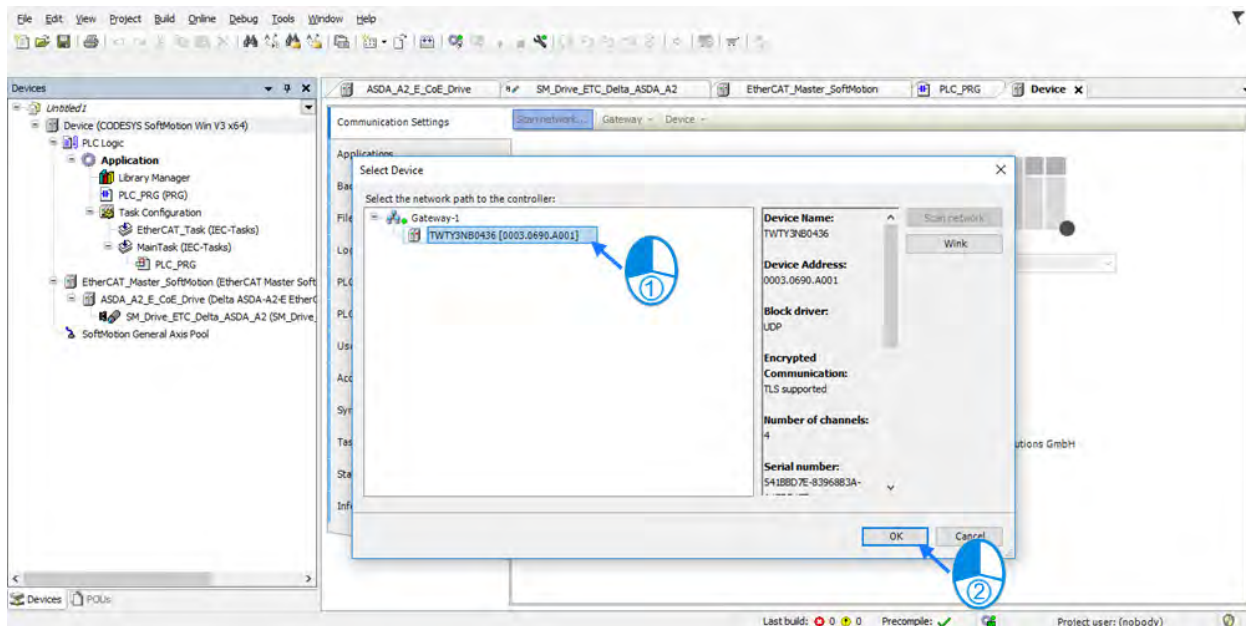 File Edit View Project Build Online Debug Tools Window Help
Devices
ASDA_A2_E_CoE_Drive SM_Drive_ETC_Delta_ASDA_A2 EtherCAT_Master_SoftMotion PLC_PRG Device
Untitled1
Device (CODESYS SoftMotion Win V3 x64)
PLC Logic
Application
Library Manager
PLC_PRG (PRG)
Task Configuration
EtherCAT_Task (IEC-Tasks)
MainTask (IEC-Tasks)
PLC_PRG
EtherCAT_Master_SoftMotion (EtherCAT Master Soft
ASDA_A2_E_CoE_Drive (Delta ASDA-A2-E Ether
SM_Drive_ETC_Delta_ASDA_A2 (SM_Drive_
SoftMotion General Axis Pool
Devices POUs
Communication Settings
Scan network... Gateway Device
Applications
Select Device
Select the network path to the controller:
Gateway-1
TWTY3NB0436 [0003.0690.A001]
1
Device Name:
TWTY3NB0436
Device Address:
0003.0690.A001
Block driver:
UDP
Encrypted
Communication:
TLS supported
Number of channels:
4
Serial number:
541BBD7E-83968B3A-
Scan network
Wink
OK Cancel
2
utions GmbH
Last build: 0 0 Precompile: Project user: (nobody)